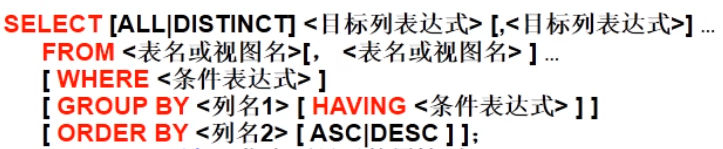 SELECT [ALL|DISTINCT] <目标列表达式> [,<目标列表达式>] …
FROM <表名或视图名>[， <表名或视图名> ] …
[ WHERE <条件表达式> ]
[ GROUP BY <列名1> [ HAVING <条件表达式> ] ]
[ ORDER BY <列名2> [ ASC|DESC ] ];